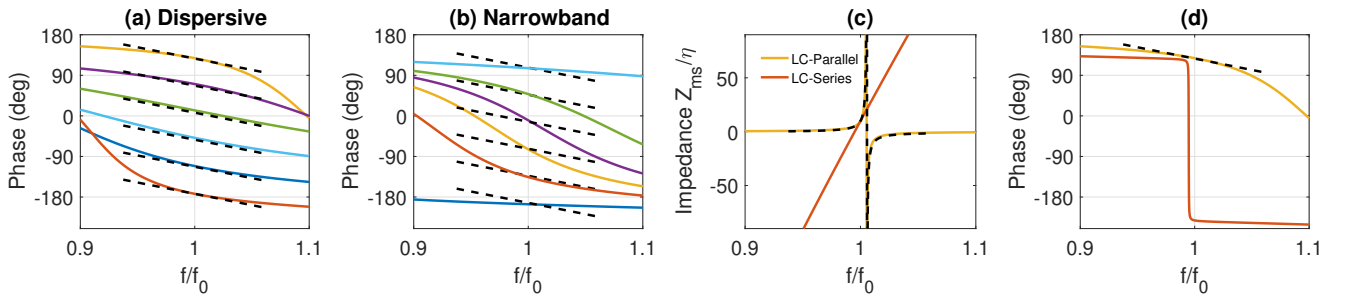 (a) Dispersive
180
90
0
-90
-180
Phase (deg)
0.9
1
1.1
f/f0
(b) Narrowband
180
90
0
-90
-180
Phase (deg)
0.9
1
1.1
f/f0
(c)
50
0
-50
Impedance Zms/η
LC-Parallel
LC-Series
0.9
1
1.1
f/f0
(d)
180
90
0
-90
-180
Phase (deg)
0.9
1
1.1
f/f0